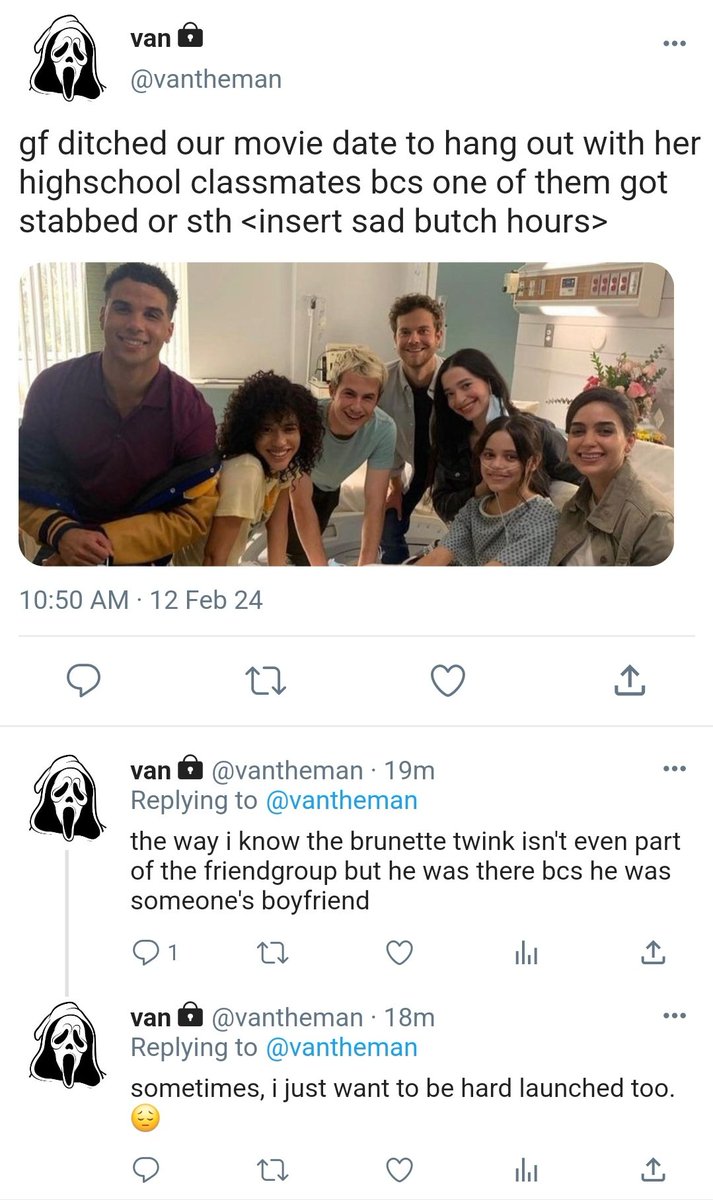 van
@vantheman
gf ditched our movie date to hang out with her
highschool classmates bcs one of them got
stabbed or sth <insert sad butch hours>
10:50 AM · 12 Feb 24
van @vantheman · 19m
Replying to @vantheman
the way i know the brunette twink isn't even part
of the friendgroup but he was there bcs he was
someone's boyfriend
1
van @vantheman · 18m
Replying to @vantheman
sometimes, i just want to be hard launched too.
😔